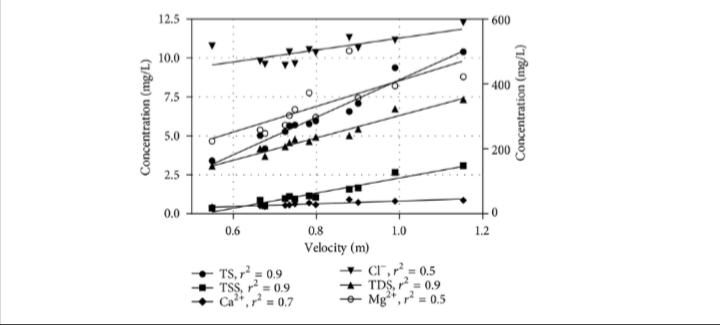 12.5
10.0
7.5
5.0
2.5
0.0
Concentration (mg/L)
600
400
200
0
Concentration (mg/L)
0.6 0.8 1.0 1.2
Velocity (m)
TS, r² = 0.9
TSS, r² = 0.9
Ca²⁺, r² = 0.7
Cl⁻, r² = 0.5
TDS, r² = 0.9
Mg²⁺, r² = 0.5